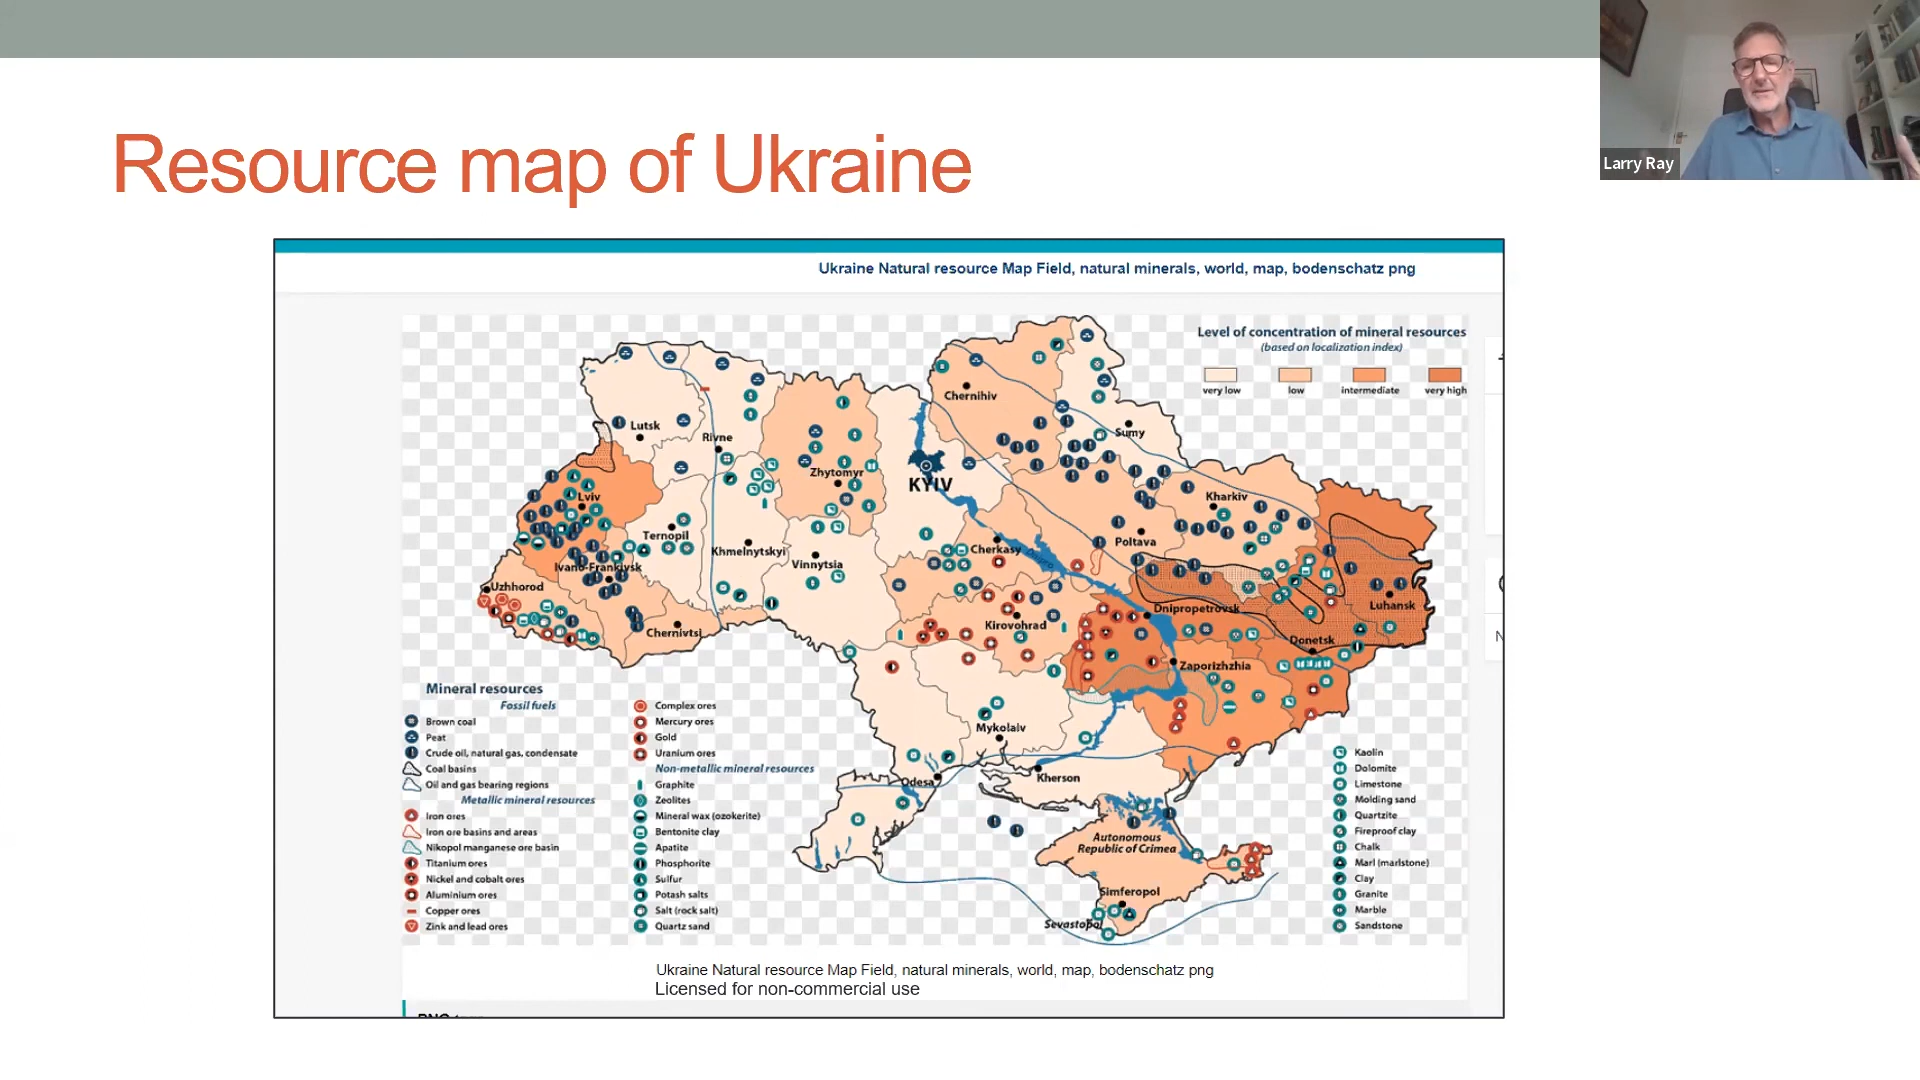 Larry Ray
Resource map of Ukraine
Ukraine Natural resource Map Field, natural minerals, world, map, bodenschatz png
Level of concentration of mineral resources
(based on localization index)
very low
low
intermediate
very high
Chernihiv
Lutsk
Rivne
Sumy
Zhytomyr
KYIV
Lviv
Kharkiv
Ternopil
Khmelnytskyi
Cherkasy
Dnipro
Poltava
Vinnytsia
Ivano-Frankivsk
Uzhhorod
Luhansk
Dnipropetrovsk
Chernivtsi
Kirovohrad
Donetsk
Zaporizhzhia
Mykolaiv
Odesa
Kherson
Autonomous
Republic of Crimea
Simferopol
Sevastopol
Mineral resources
Fossil fuels
Brown coal
Peat
Crude oil, natural gas, condensate
Coal basins
Oil and gas bearing regions
Metallic mineral resources
Iron ores
Iron ore basins and areas
Nikopol manganese ore basin
Titanium ores
Nickel and cobalt ores
Aluminium ores
Copper ores
Zink and lead ores
Complex ores
Mercury ores
Gold
Uranium ores
Non-metallic mineral resources
Graphite
Zeolites
Mineral wax (ozokerite)
Bentonite clay
Apatite
Phosphorite
Sulfur
Potash salts
Salt (rock salt)
Quartz sand
Kaolin
Dolomite
Limestone
Molding sand
Quartzite
Fireproof clay
Chalk
Marl (marlstone)
Clay
Granite
Marble
Sandstone
Ukraine Natural resource Map Field, natural minerals, world, map, bodenschatz png
Licensed for non-commercial use